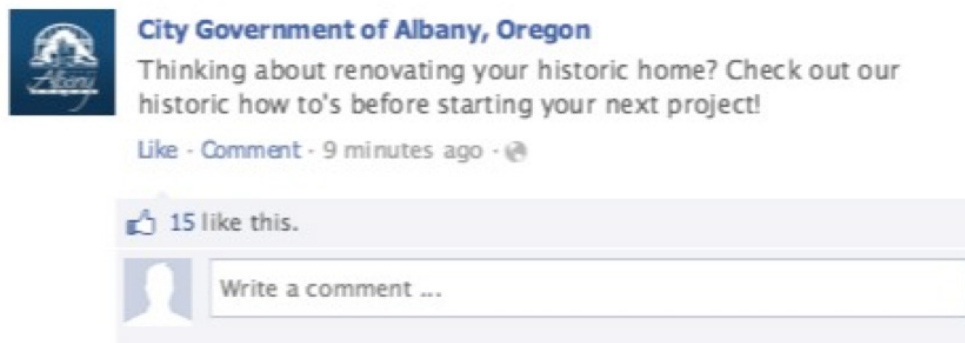 Albany
City Government of Albany, Oregon
Thinking about renovating your historic home? Check out our
historic how to's before starting your next project!
Like · Comment · 9 minutes ago ·
15 like this.
Write a comment ...